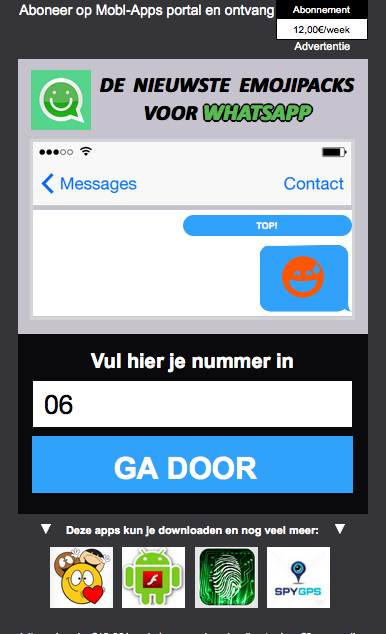 Aboneer op Mobl-Apps portal en ontvang
Abonnement
12,00€/week
Advertentie
DE NIEUWSTE EMOJIPACKS
VOOR WHATSAPP
Messages
Contact
TOP!
Vul hier je nummer in
06
GA DOOR
Deze apps kun je downloaden en nog veel meer:
SPYGPS